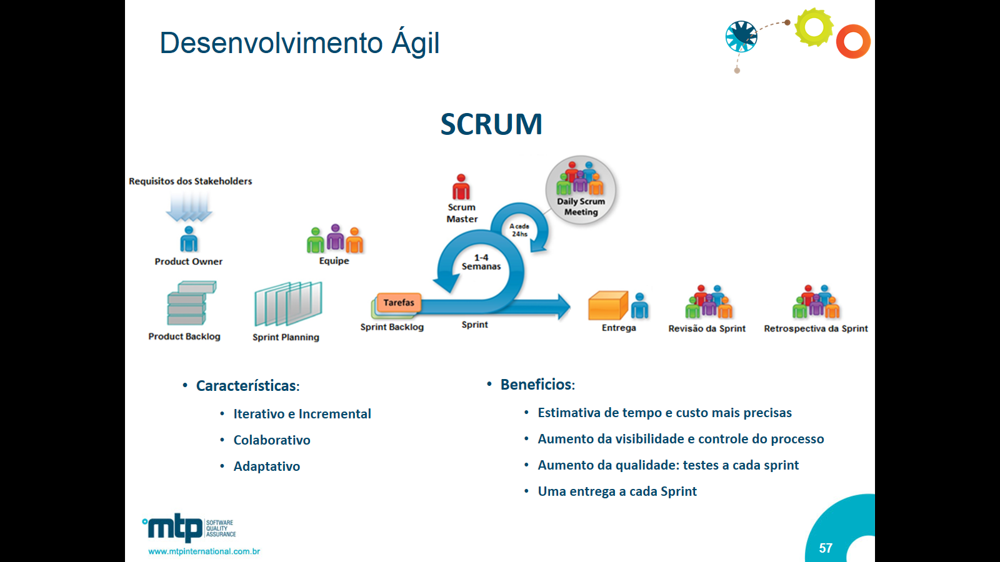 Desenvolvimento Ágil
SCRUM
Requisitos dos Stakeholders
Product Owner
Equipe
Scrum
Master
A cada
24hs
Daily Scrum
Meeting
1-4
Semanas
Product Backlog
Sprint Planning
Tarefas
Sprint Backlog
Sprint
Entrega
Revisão da Sprint
Retrospectiva da Sprint
• Características:
• Iterativo e Incremental
• Colaborativo
• Adaptativo
• Beneficios:
• Estimativa de tempo e custo mais precisas
• Aumento da visibilidade e controle do processo
• Aumento da qualidade: testes a cada sprint
• Uma entrega a cada Sprint
mtp
SOFTWARE
QUALITY
ASSURANCE
www.mtpinternational.com.br
57